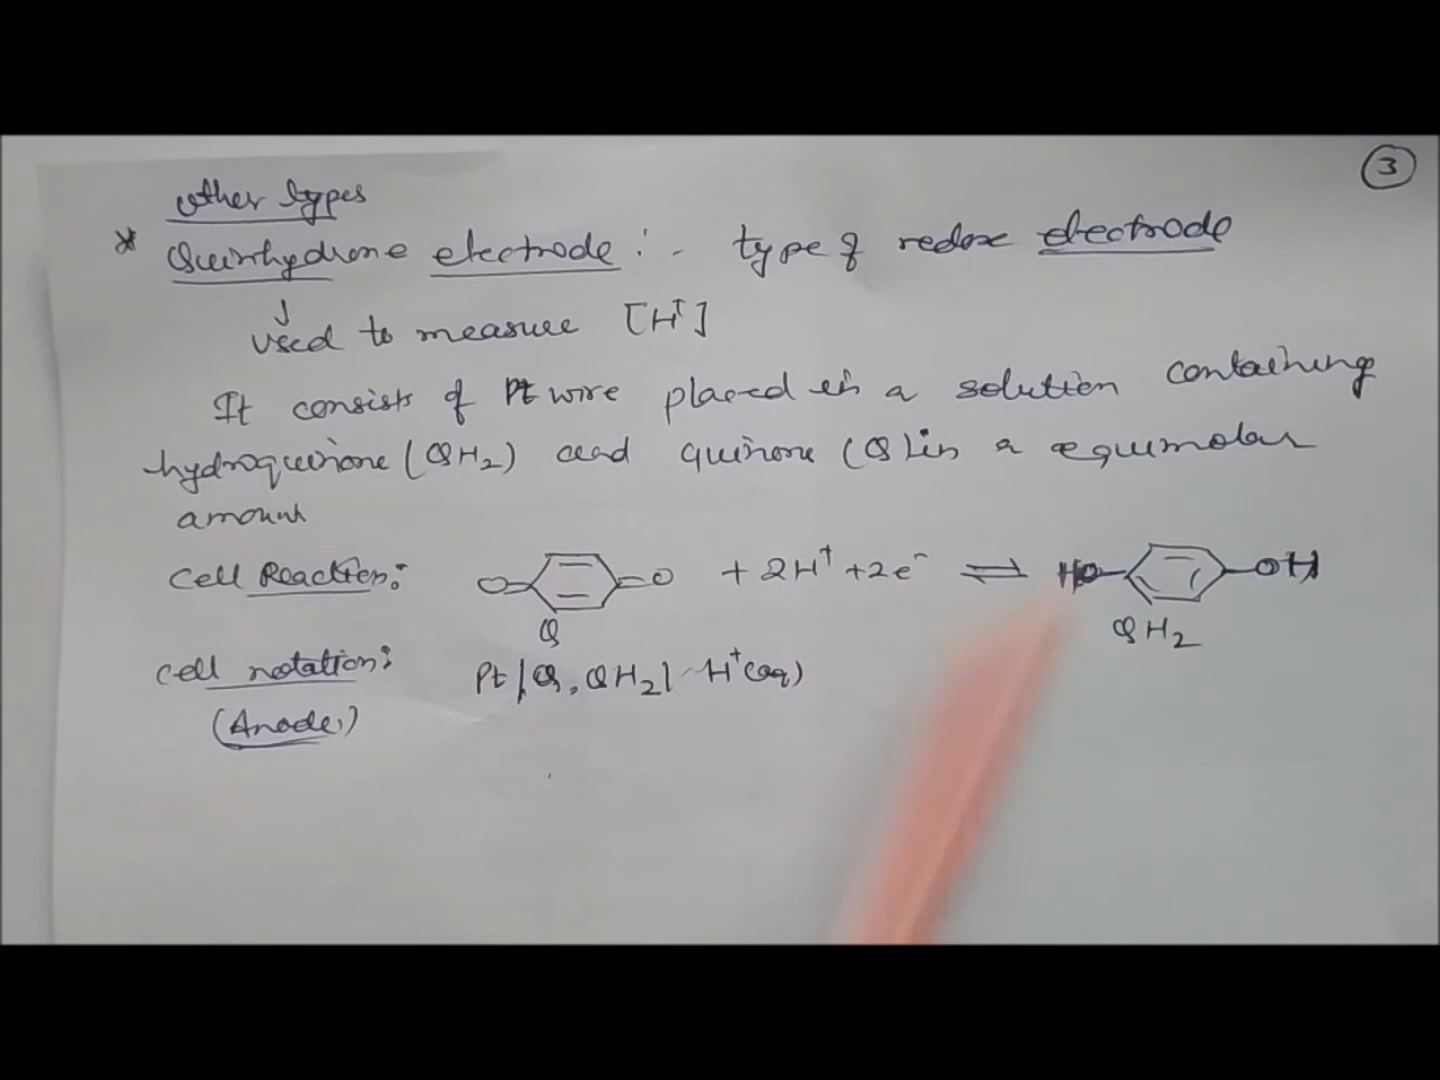 3
Other types
* Quinhydrone electrode :- type of redox electrode
↓
used to measure [H⁺]
It consists of Pt wire placed in a solution containing
hydroquinone (QH₂) and quinone (Q) in a equimolar
amount
Cell Reaction: O= =O + 2H⁺ + 2e⁻ ⇌ HO- -OH
Q QH₂
Cell notation: Pt | Q, QH₂ | H⁺(aq)
(Anode)